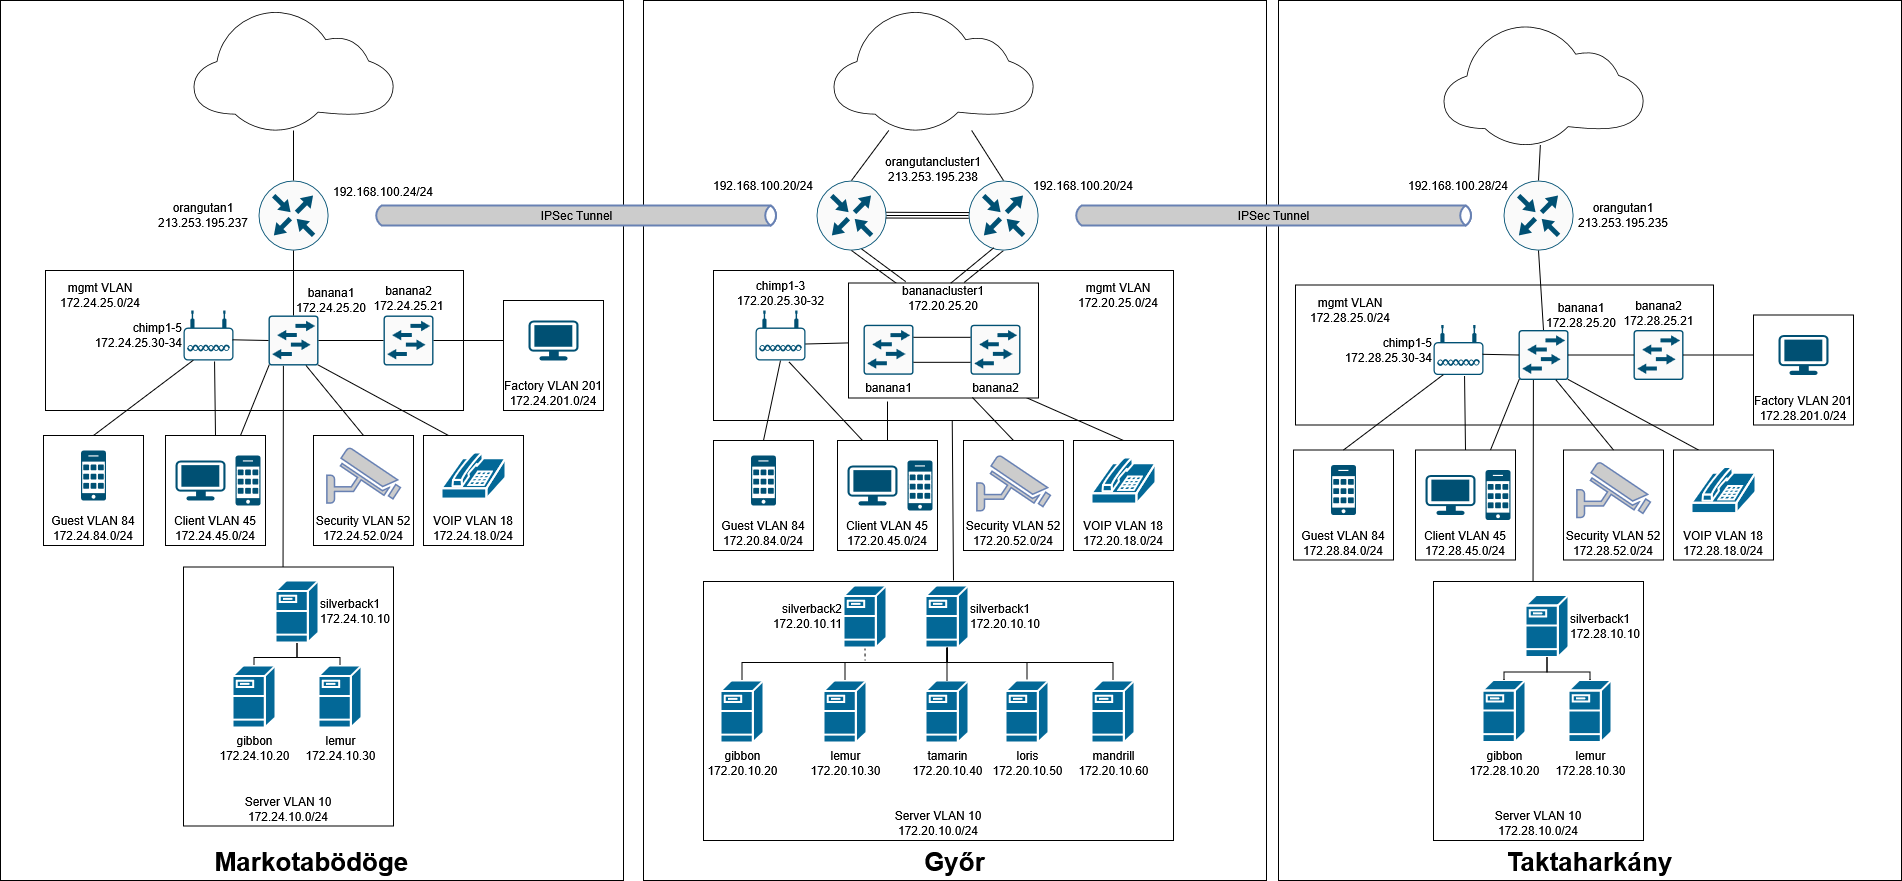 orangutan1
213.253.195.237
192.168.100.24/24
IPSec Tunnel
mgmt VLAN
172.24.25.0/24
chimp1-5
172.24.25.30-34
banana1
172.24.25.20
banana2
172.24.25.21
Factory VLAN 201
172.24.201.0/24
Guest VLAN 84
172.24.84.0/24
Client VLAN 45
172.24.45.0/24
Security VLAN 52
172.24.52.0/24
VOIP VLAN 18
172.24.18.0/24
silverback1
172.24.10.10
gibbon
172.24.10.20
lemur
172.24.10.30
Server VLAN 10
172.24.10.0/24
Markotabödöge
orangutancluster1
213.253.195.238
192.168.100.20/24
192.168.100.20/24
IPSec Tunnel
chimp1-3
172.20.25.30-32
bananacluster1
172.20.25.20
banana1
banana2
mgmt VLAN
172.20.25.0/24
Guest VLAN 84
172.20.84.0/24
Client VLAN 45
172.20.45.0/24
Security VLAN 52
172.20.52.0/24
VOIP VLAN 18
172.20.18.0/24
silverback2
172.20.10.11
silverback1
172.20.10.10
gibbon
172.20.10.20
lemur
172.20.10.30
tamarin
172.20.10.40
loris
172.20.10.50
mandrill
172.20.10.60
Server VLAN 10
172.20.10.0/24
Győr
192.168.100.28/24
orangutan1
213.253.195.235
mgmt VLAN
172.28.25.0/24
chimp1-5
172.28.25.30-34
banana1
172.28.25.20
banana2
172.28.25.21
Factory VLAN 201
172.28.201.0/24
Guest VLAN 84
172.28.84.0/24
Client VLAN 45
172.28.45.0/24
Security VLAN 52
172.28.52.0/24
VOIP VLAN 18
172.28.18.0/24
silverback1
172.28.10.10
gibbon
172.28.10.20
lemur
172.28.10.30
Server VLAN 10
172.28.10.0/24
Taktaharkány